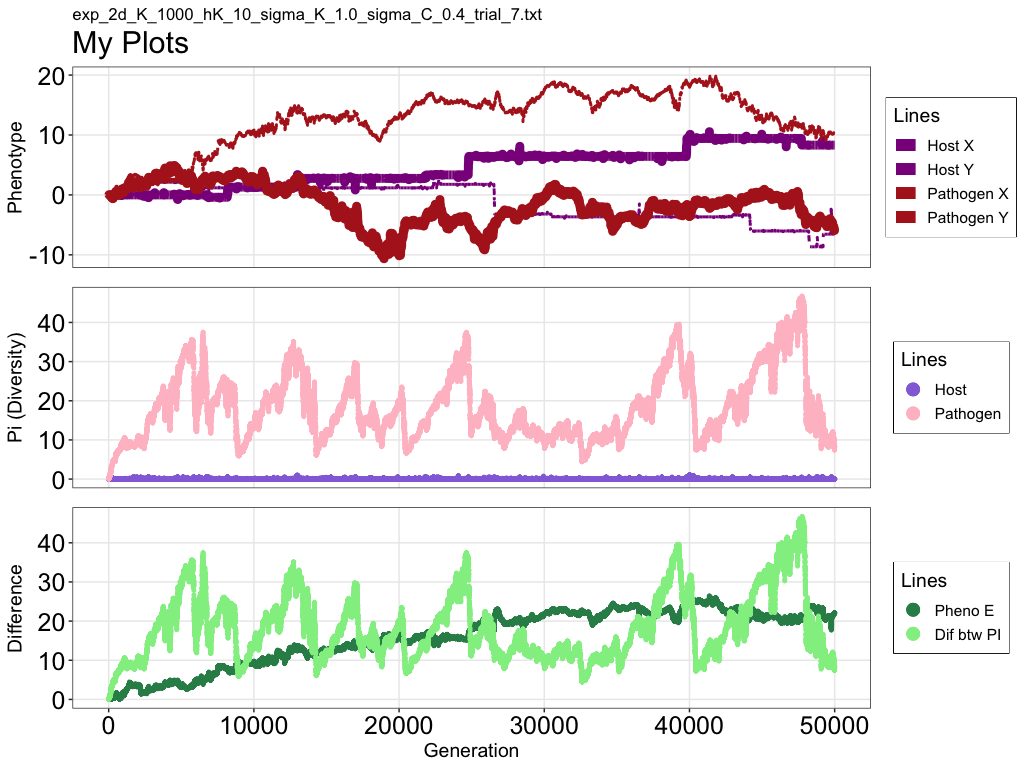 exp_2d_K_1000_hK_10_sigma_K_1.0_sigma_C_0.4_trial_7.txt
My Plots
Phenotype
20
10
0
-10
Lines
Host X
Host Y
Pathogen X
Pathogen Y
Pi (Diversity)
40
30
20
10
0
Lines
Host
Pathogen
Difference
40
30
20
10
0
Lines
Pheno E
Dif btw PI
0 10000 20000 30000 40000 50000
Generation